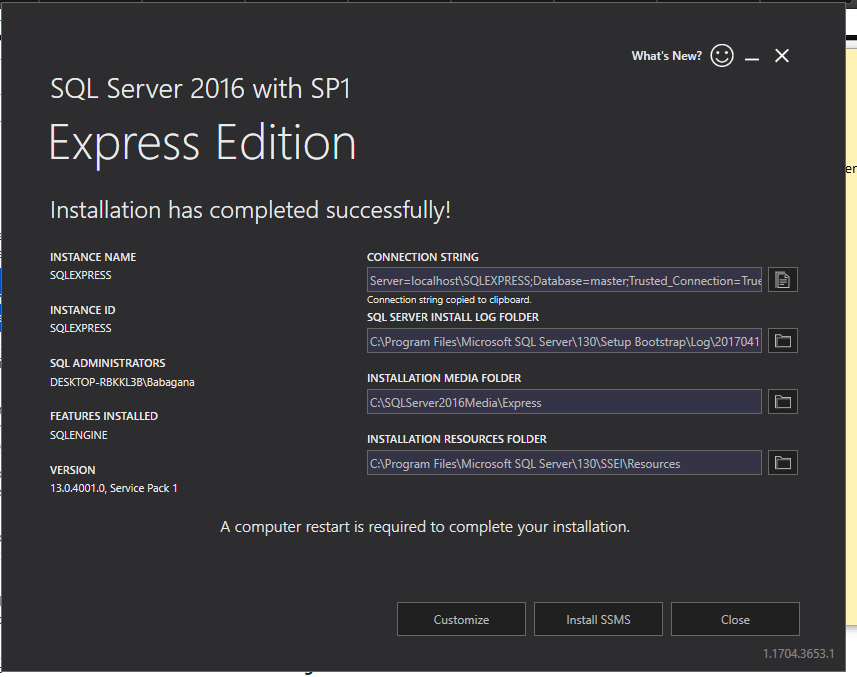 What's New?
SQL Server 2016 with SP1
Express Edition
Installation has completed successfully!
INSTANCE NAME
SQLEXPRESS
INSTANCE ID
SQLEXPRESS
SQL ADMINISTRATORS
DESKTOP-RBKKL3B\Babagana
FEATURES INSTALLED
SQLENGINE
VERSION
13.0.4001.0, Service Pack 1
CONNECTION STRING
Server=localhost\SQLEXPRESS;Database=master;Trusted_Connection=True
Connection string copied to clipboard.
SQL SERVER INSTALL LOG FOLDER
C:\Program Files\Microsoft SQL Server\130\Setup Bootstrap\Log\2017041
INSTALLATION MEDIA FOLDER
C:\SQLServer2016Media\Express
INSTALLATION RESOURCES FOLDER
C:\Program Files\Microsoft SQL Server\130\SSEI\Resources
A computer restart is required to complete your installation.
Customize
Install SSMS
Close
1.1704.3653.1
er